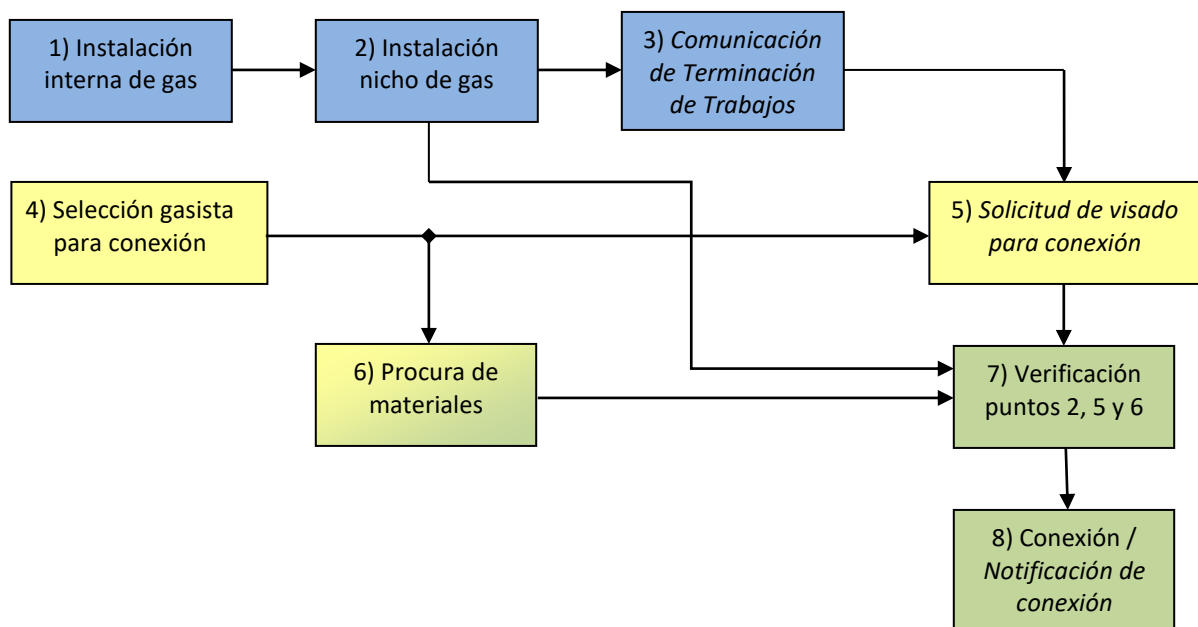 1) Instalación
interna de gas
2) Instalación
nicho de gas
3) Comunicación
de Terminación
de Trabajos
4) Selección gasista
para conexión
5) Solicitud de visado
para conexión
6) Procura de
materiales
7) Verificación
puntos 2, 5 y 6
8) Conexión /
Notificación de
conexión